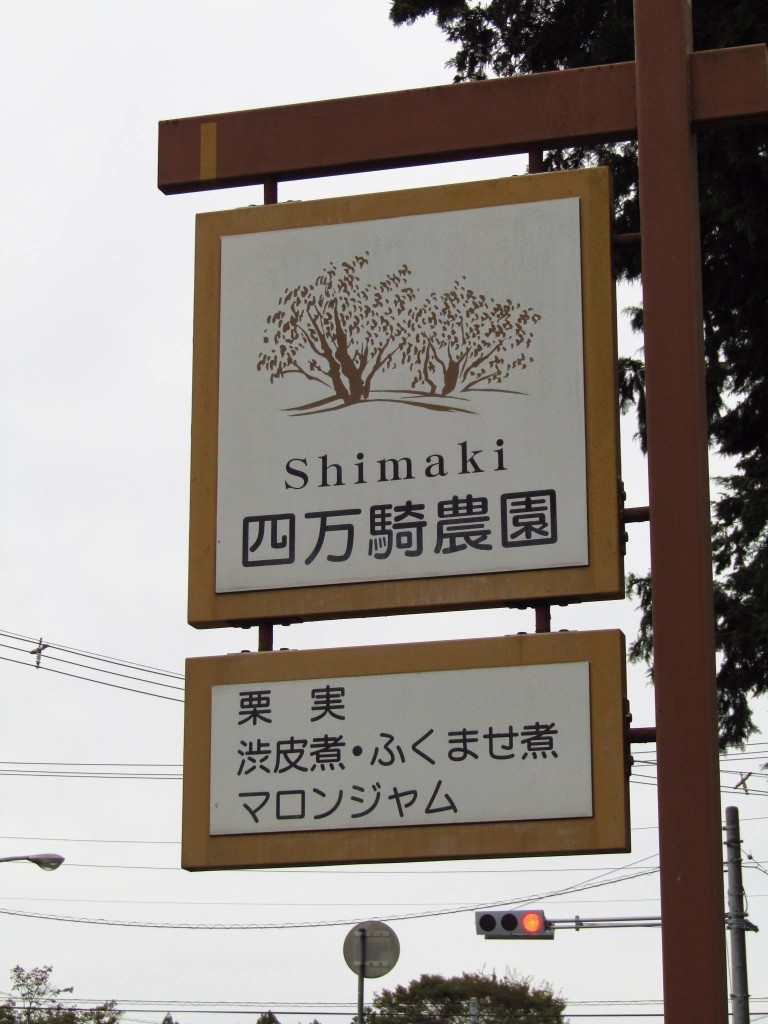 Shimaki
四万騎農園
栗 実
渋皮煮・ふくませ煮
マロンジャム